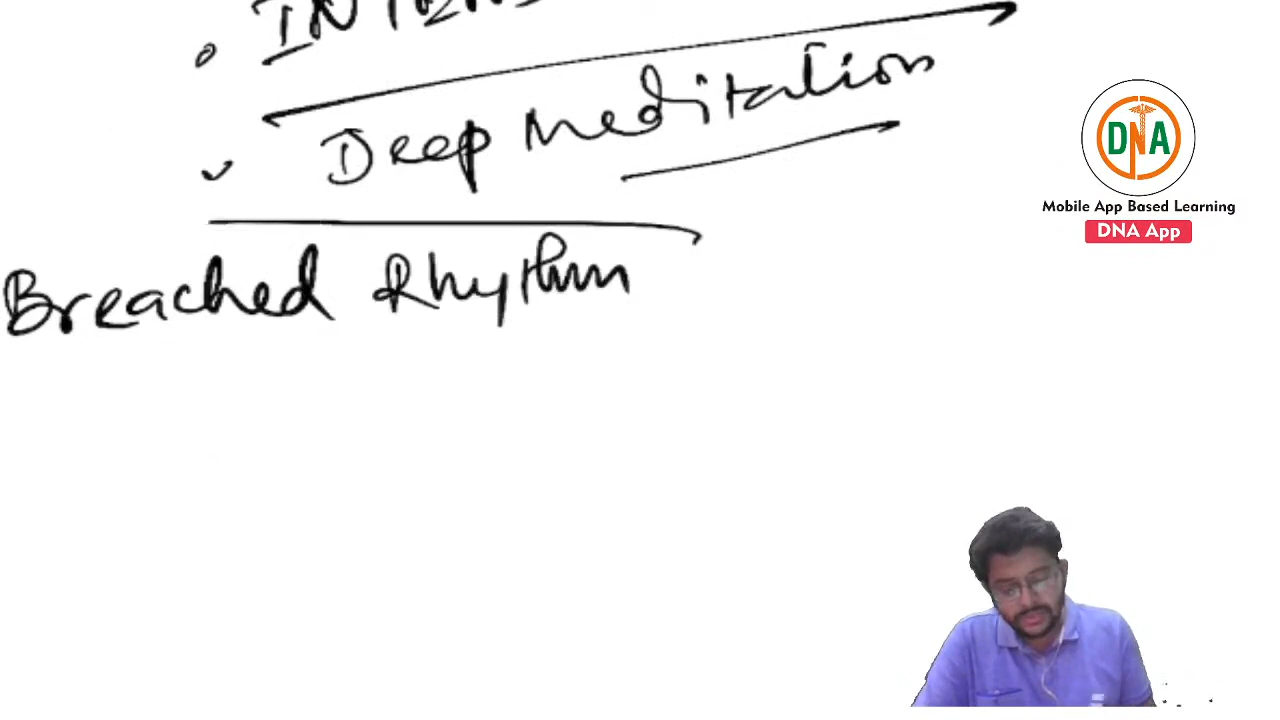 Deep Meditation
Breached Rhythm
DNA
Mobile App Based Learning
DNA App